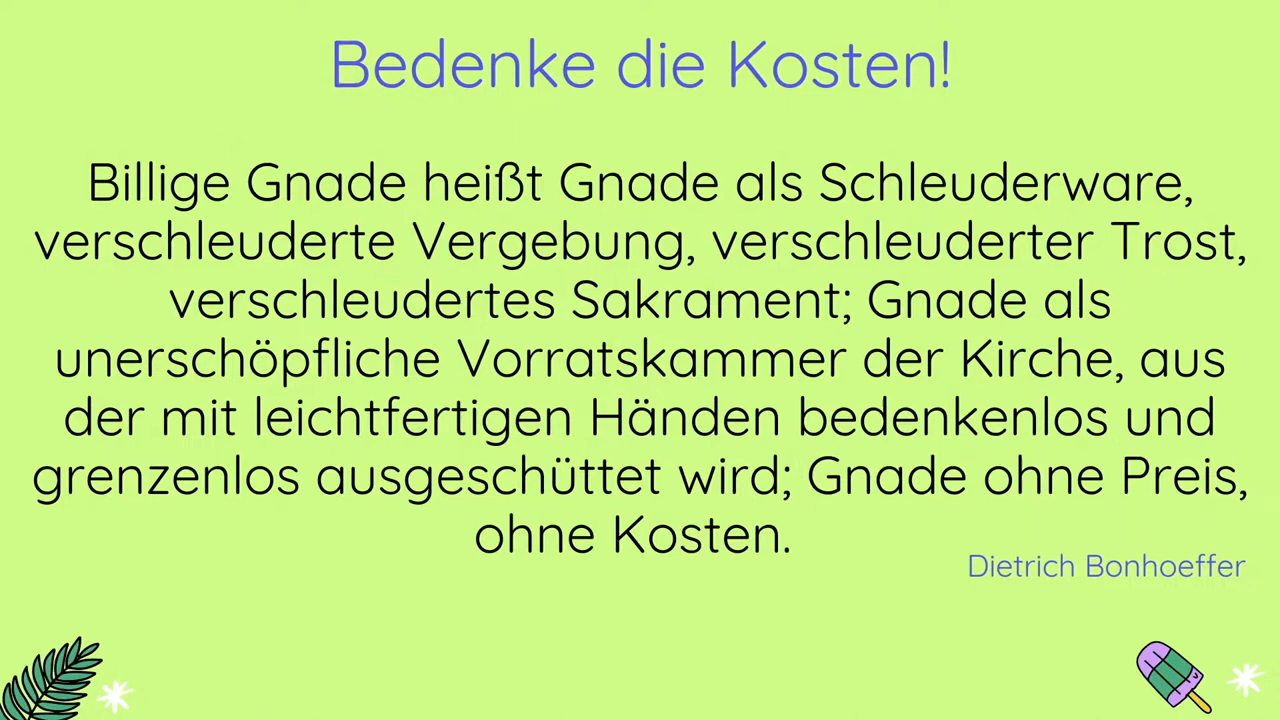 Bedenke die Kosten!
Billige Gnade heißt Gnade als Schleuderware,
verschleuderte Vergebung, verschleuderter Trost,
verschleudertes Sakrament; Gnade als
unerschöpfliche Vorratskammer der Kirche, aus
der mit leichtfertigen Händen bedenkenlos und
grenzenlos ausgeschüttet wird; Gnade ohne Preis,
ohne Kosten.
Dietrich Bonhoeffer